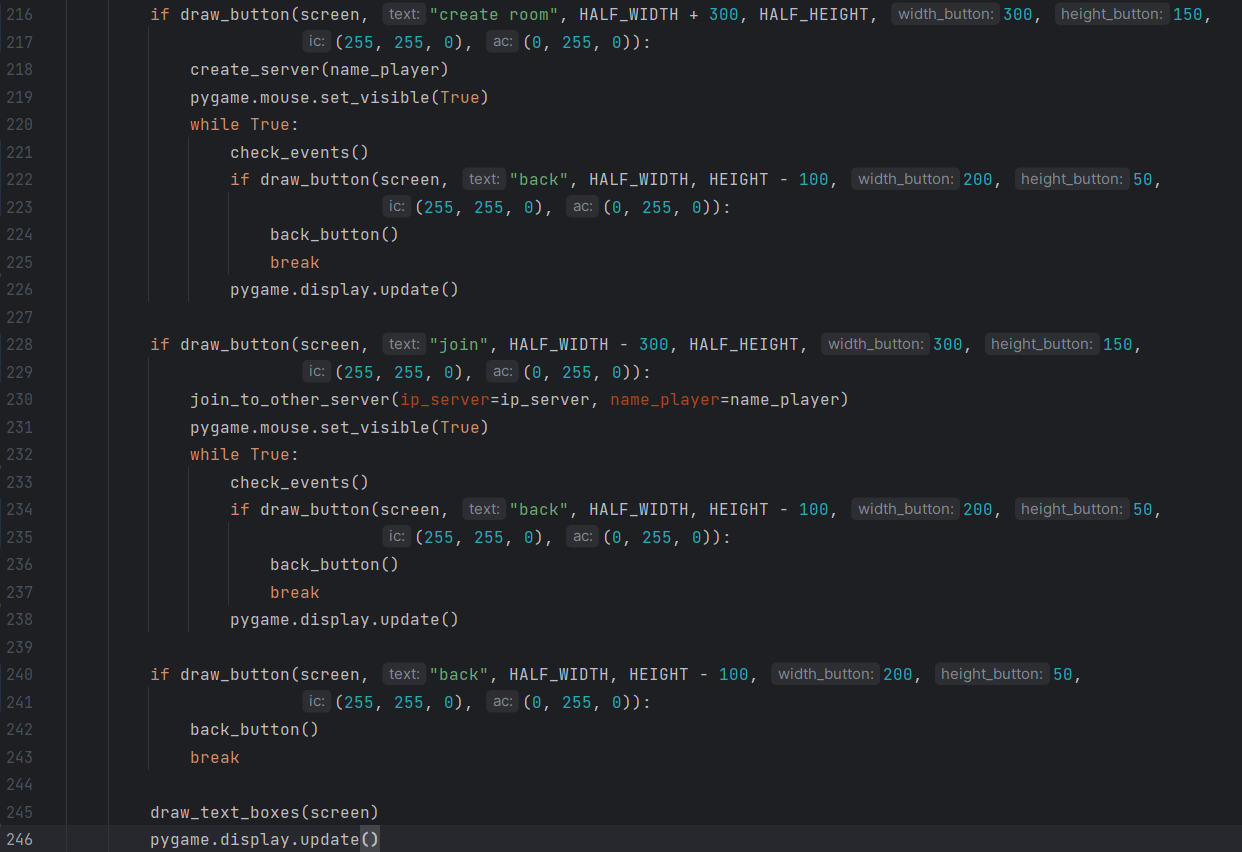 216 if draw_button(screen, text: "create room", HALF_WIDTH + 300, HALF_HEIGHT, width_button: 300, height_button: 150,
217 ic: (255, 255, 0), ac: (0, 255, 0)):
218 create_server(name_player)
219 pygame.mouse.set_visible(True)
220 while True:
221 check_events()
222 if draw_button(screen, text: "back", HALF_WIDTH, HEIGHT - 100, width_button: 200, height_button: 50,
223 ic: (255, 255, 0), ac: (0, 255, 0)):
224 back_button()
225 break
226 pygame.display.update()
227
228 if draw_button(screen, text: "join", HALF_WIDTH - 300, HALF_HEIGHT, width_button: 300, height_button: 150,
229 ic: (255, 255, 0), ac: (0, 255, 0)):
230 join_to_other_server(ip_server=ip_server, name_player=name_player)
231 pygame.mouse.set_visible(True)
232 while True:
233 check_events()
234 if draw_button(screen, text: "back", HALF_WIDTH, HEIGHT - 100, width_button: 200, height_button: 50,
235 ic: (255, 255, 0), ac: (0, 255, 0)):
236 back_button()
237 break
238 pygame.display.update()
239
240 if draw_button(screen, text: "back", HALF_WIDTH, HEIGHT - 100, width_button: 200, height_button: 50,
241 ic: (255, 255, 0), ac: (0, 255, 0)):
242 back_button()
243 break
244
245 draw_text_boxes(screen)
246 pygame.display.update()